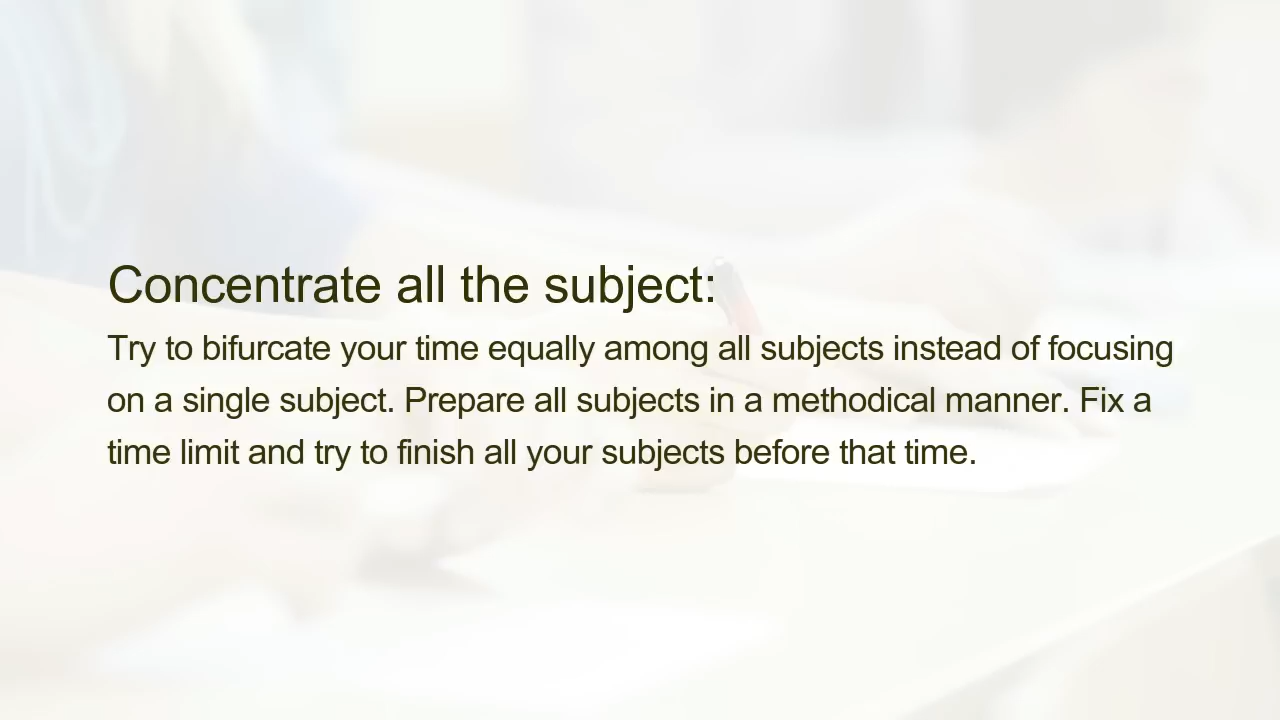 Concentrate all the subject:
Try to bifurcate your time equally among all subjects instead of focusing
on a single subject. Prepare all subjects in a methodical manner. Fix a
time limit and try to finish all your subjects before that time.